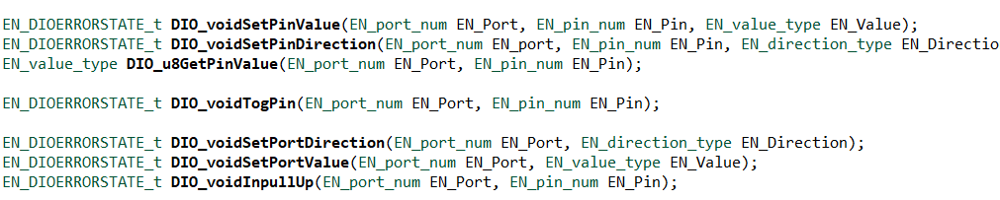 EN_DIOERRORSTATE_t DIO_voidSetPinValue(EN_port_num EN_Port, EN_pin_num EN_Pin, EN_value_type EN_Value);
EN_DIOERRORSTATE_t DIO_voidSetPinDirection(EN_port_num EN_port, EN_pin_num EN_Pin, EN_direction_type EN_Directio
EN_value_type DIO_u8GetPinValue(EN_port_num EN_Port, EN_pin_num EN_Pin);
EN_DIOERRORSTATE_t DIO_voidTogPin(EN_port_num EN_Port, EN_pin_num EN_Pin);
EN_DIOERRORSTATE_t DIO_voidSetPortDirection(EN_port_num EN_Port, EN_direction_type EN_Direction);
EN_DIOERRORSTATE_t DIO_voidSetPortValue(EN_port_num EN_Port, EN_value_type EN_Value);
EN_DIOERRORSTATE_t DIO_voidInpullUp(EN_port_num EN_Port, EN_pin_num EN_Pin);